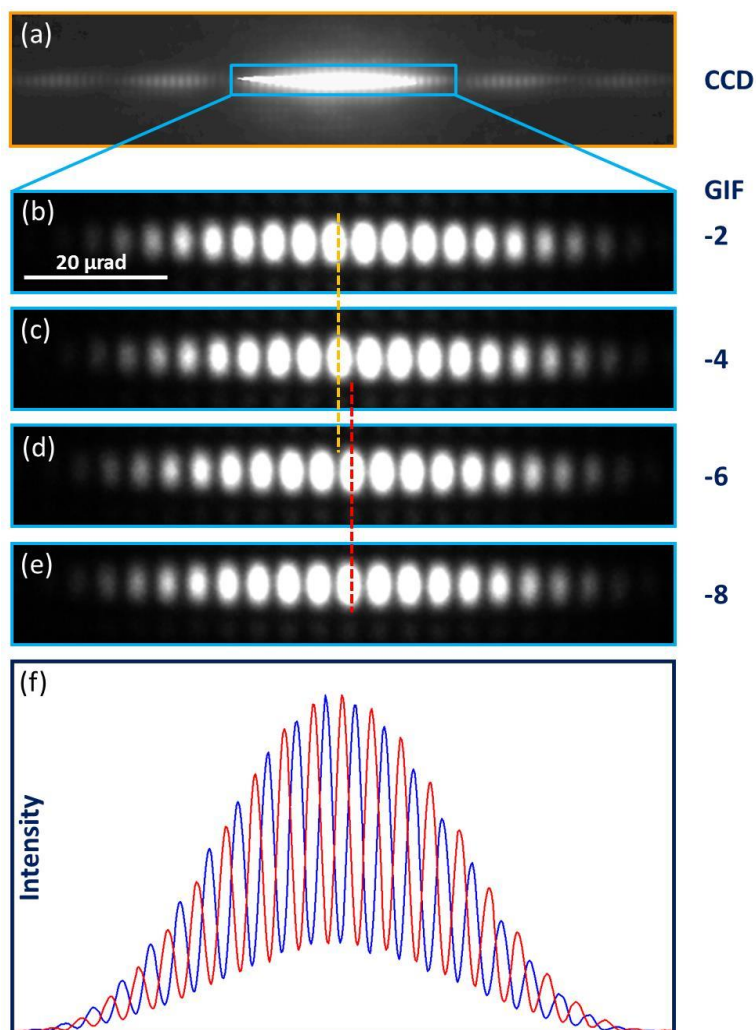 (a)
CCD
GIF
(b)
-2
20 μrad
(c)
-4
(d)
-6
(e)
-8
(f)
Intensity